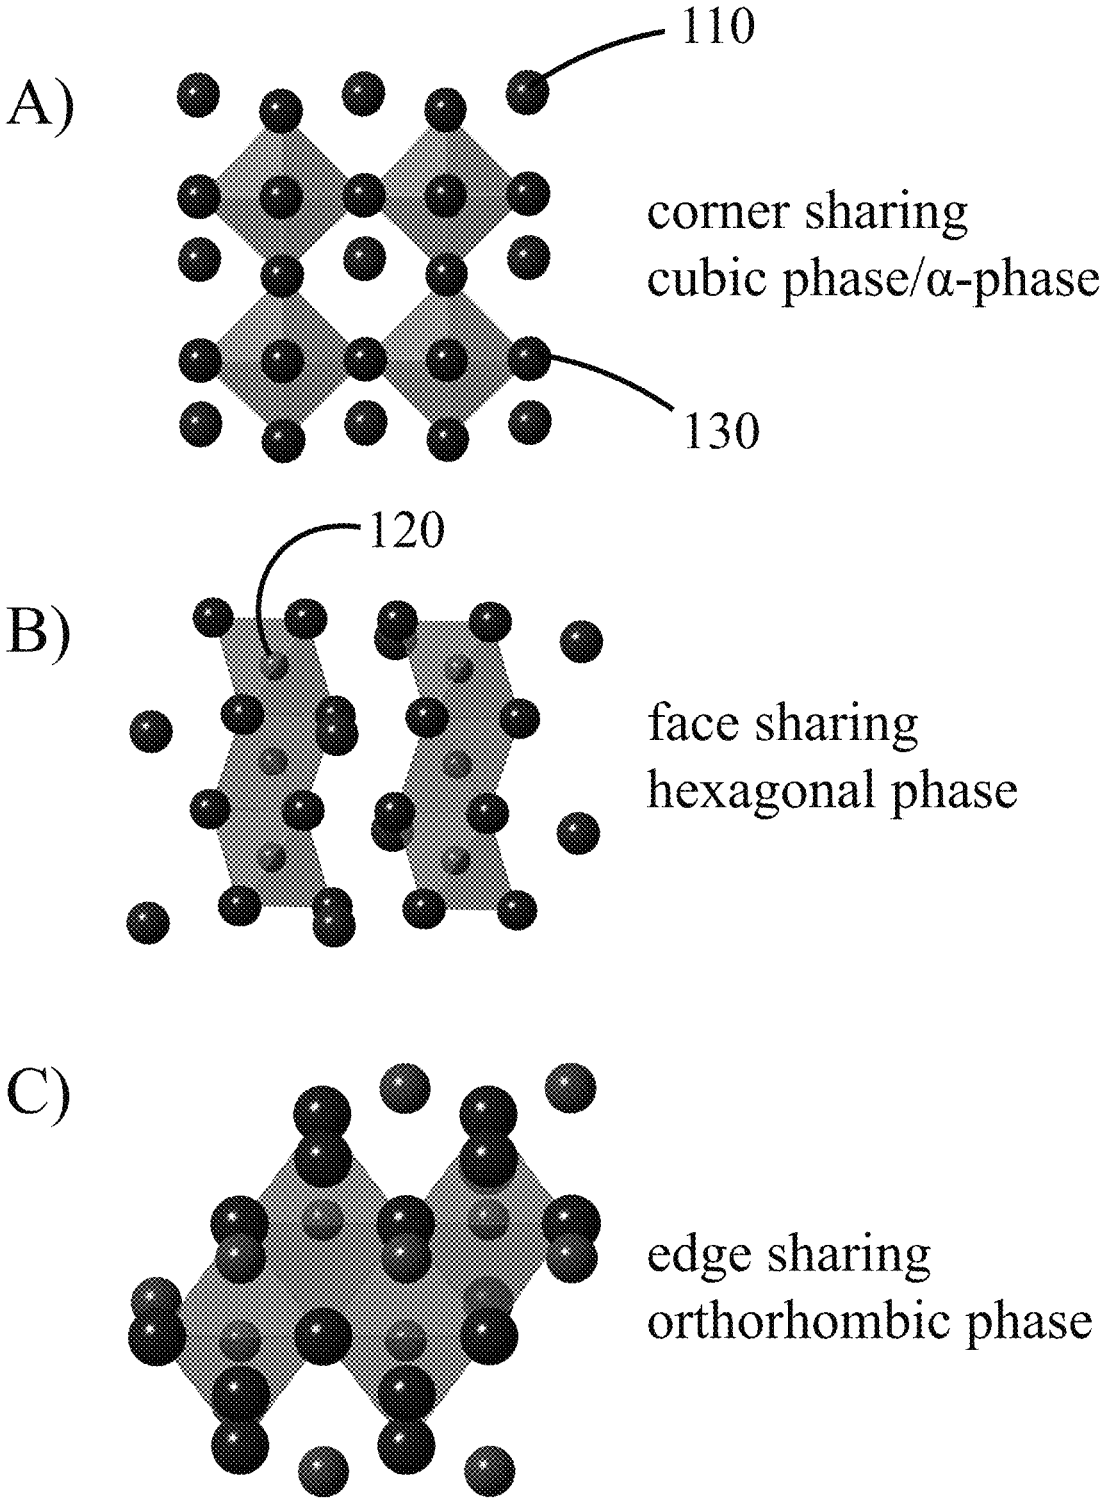 110
A)
corner sharing
cubic phase/α-phase
130
120
B)
face sharing
hexagonal phase
C)
edge sharing
orthorhombic phase